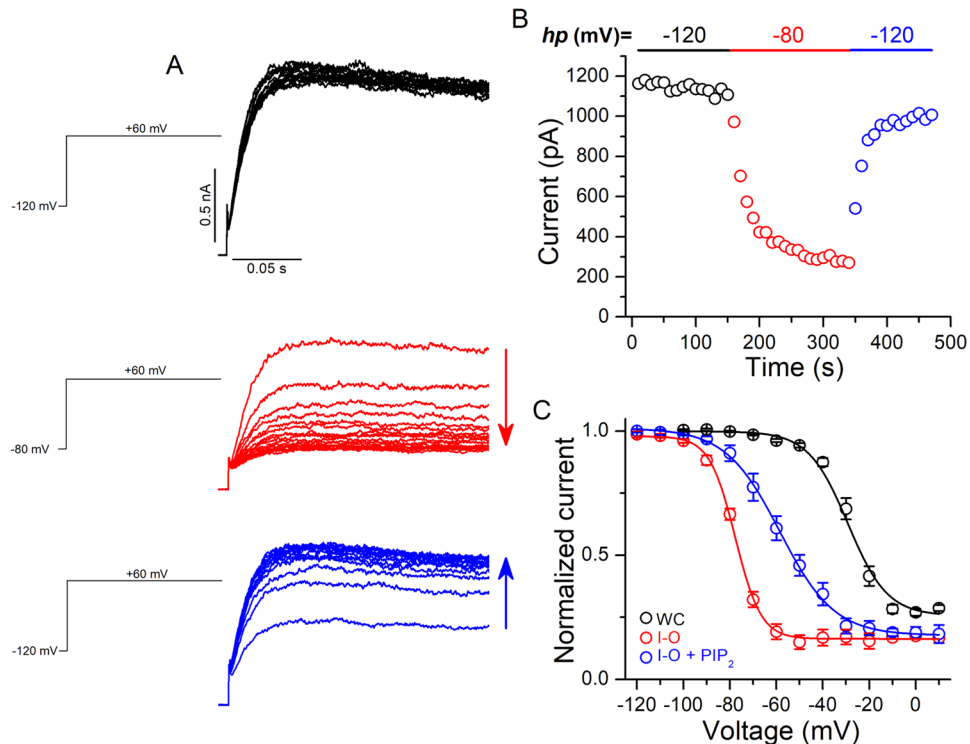 A
+60 mV
-120 mV
0.5 nA
0.05 s
+60 mV
-80 mV
+60 mV
-120 mV
B
hp (mV)= -120 -80 -120
1200
1000
800
600
400
200
0
Current (pA)
0 100 200 300 400 500
Time (s)
C
1.0
0.5
0.0
Normalized current
WC
I-O
I-O + PIP₂
-120 -100 -80 -60 -40 -20 0
Voltage (mV)